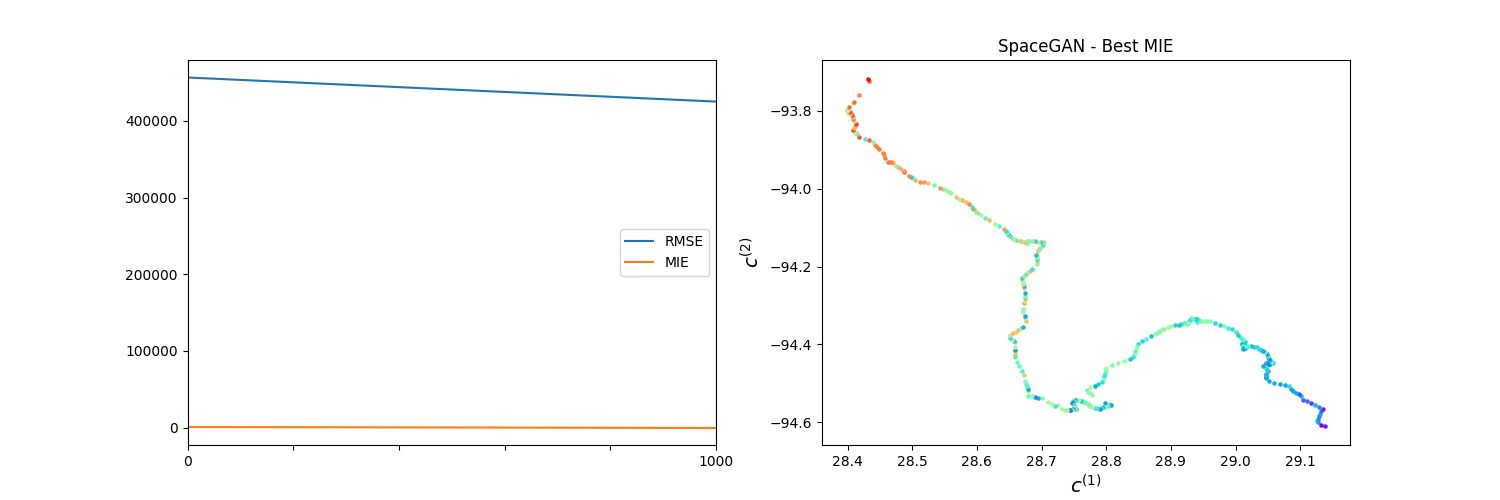 400000
300000
200000
100000
0
0
1000
RMSE
MIE
SpaceGAN - Best MIE
c(2)
−93.8
−94.0
−94.2
−94.4
−94.6
28.4 28.5 28.6 28.7 28.8 28.9 29.0 29.1
c(1)